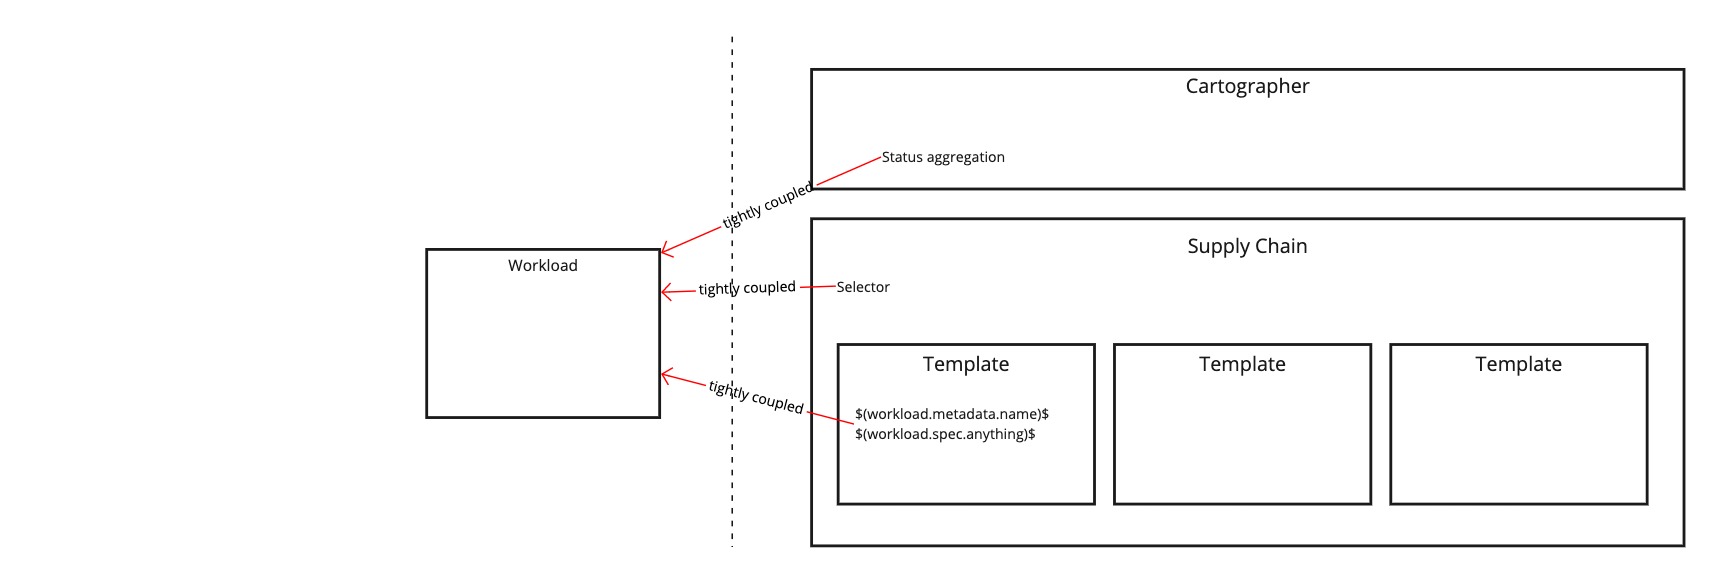 Cartographer
Status aggregation
tightly coupled
Workload
Supply Chain
tightly coupled
Selector
Template
Template
Template
tightly coupled
$(workload.metadata.name)$
$(workload.spec.anything)$